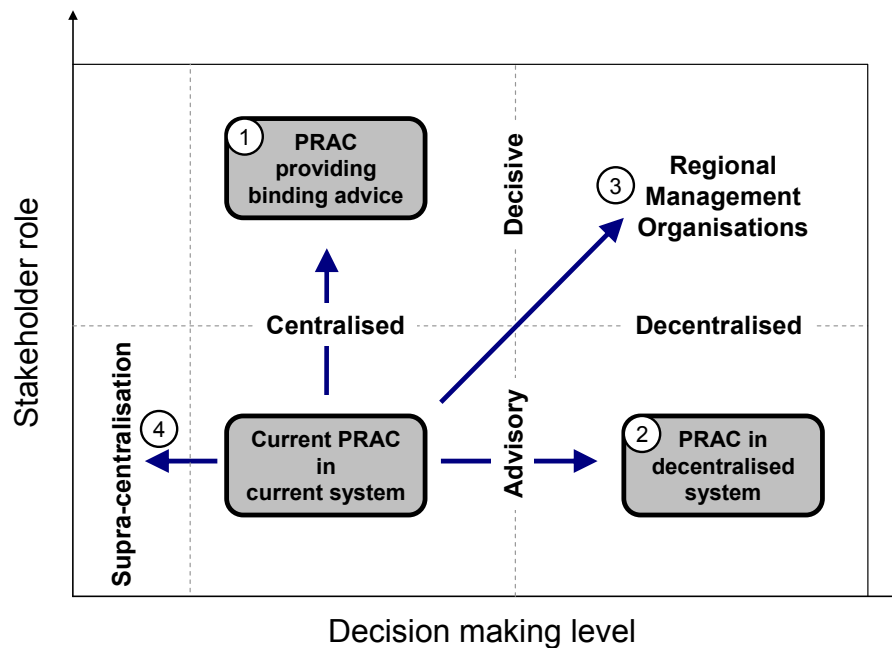 1
PRAC
providing
binding advice
Decisive
3
Regional
Management
Organisations
Stakeholder role
Centralised
Decentralised
Supra-centralisation
4
Current PRAC
in
current system
Advisory
2
PRAC in
decentralised
system
Decision making level